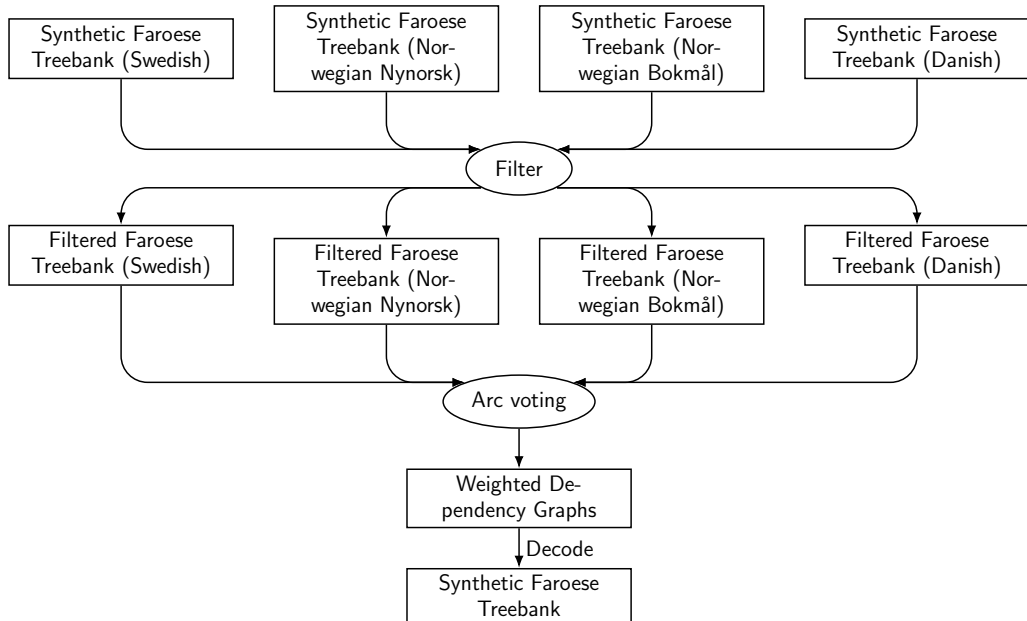 Synthetic Faroese
Treebank (Swedish)
Synthetic Faroese
Treebank (Nor-
wegian Nynorsk)
Synthetic Faroese
Treebank (Nor-
wegian Bokmål)
Synthetic Faroese
Treebank (Danish)
Filter
Filtered Faroese
Treebank (Swedish)
Filtered Faroese
Treebank (Nor-
wegian Nynorsk)
Filtered Faroese
Treebank (Nor-
wegian Bokmål)
Filtered Faroese
Treebank (Danish)
Arc voting
Weighted De-
pendency Graphs
Decode
Synthetic Faroese
Treebank